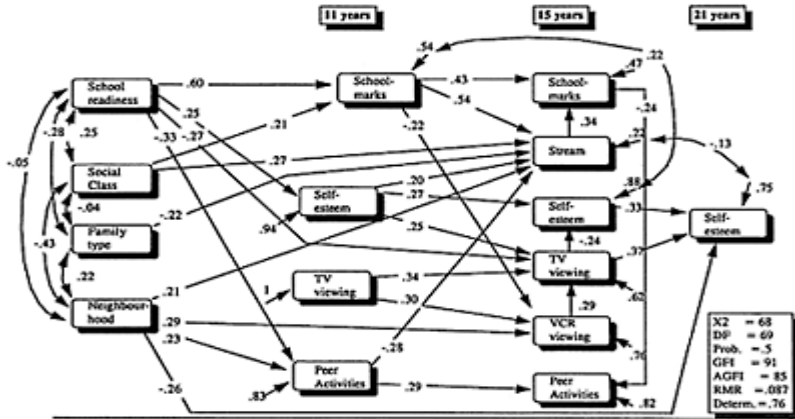 11 years
15 years
21 years
.54
.22
School readiness
.60
School-marks
.43
School-marks
.47
-.24
.25
.54
-.28
.25
-.33
-.27
.21
-.22
.34
-.05
.27
Stream
.22
-.13
Social Class
.20
.88
.75
-.04
-.22
Self-esteem
.27
Self-esteem
.33
Self-esteem
Family type
.94
.25
-.24
-.43
.22
TV viewing
.34
TV viewing
.37
.21
1
.30
.29
.62
Neighbour-hood
.29
VCR viewing
.23
-.28
-.26
Peer Activities
.29
Peer Activities
.83
.82
X2 = 68
DF = 69
Prob. =.5
GFI = 91
AGFI = 85
RMR =.087
Determ.=.76